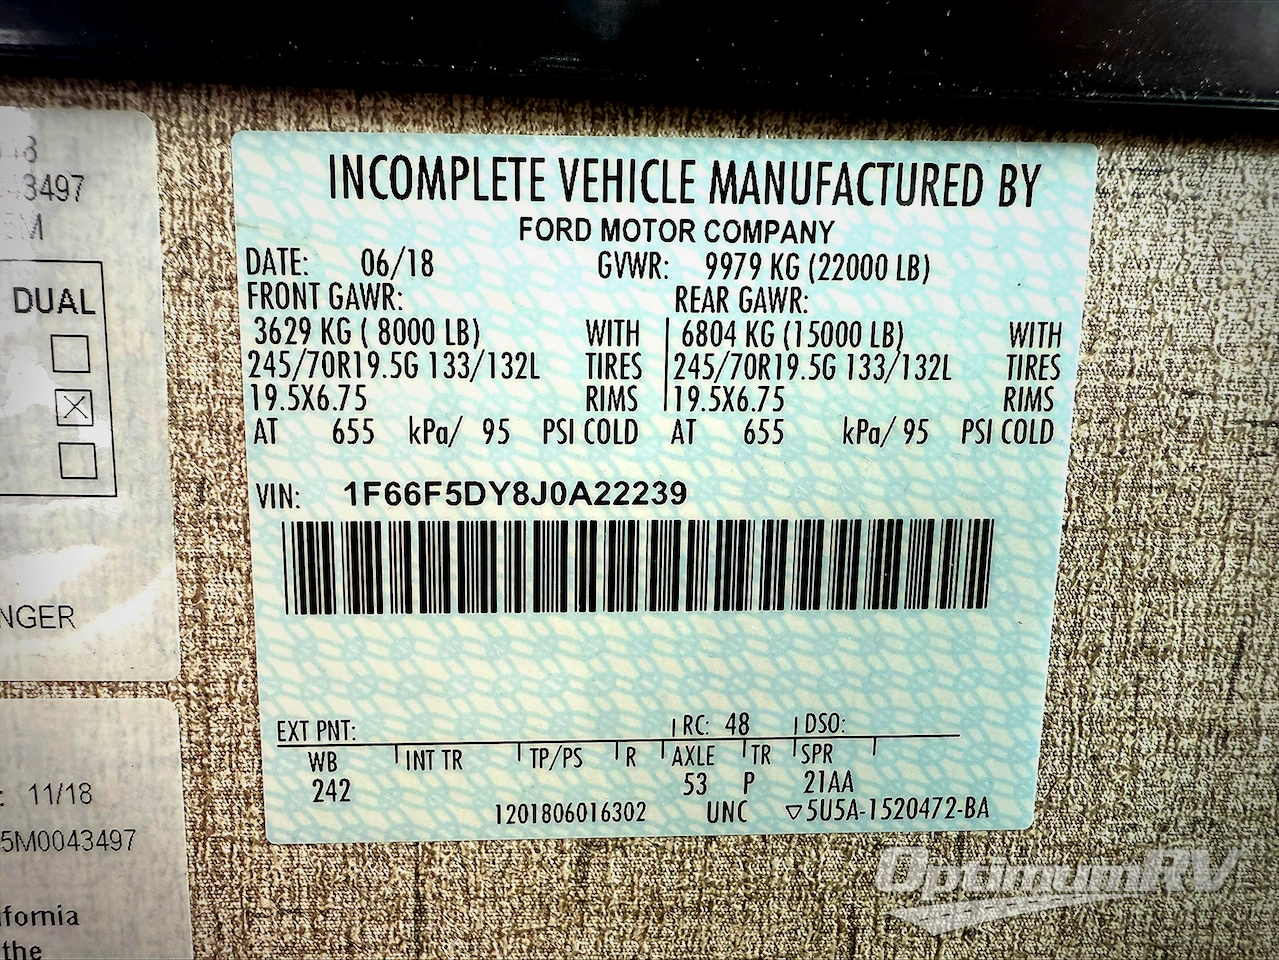 3497
DUAL
NGER
11/18
5M0043497
ifornia
the
INCOMPLETE VEHICLE MANUFACTURED BY
FORD MOTOR COMPANY
DATE: 06/18 GVWR: 9979 KG (22000 LB)
FRONT GAWR: REAR GAWR:
3629 KG ( 8000 LB) WITH 6804 KG (15000 LB) WITH
245/70R19.5G 133/132L TIRES 245/70R19.5G 133/132L TIRES
19.5X6.75 RIMS 19.5X6.75 RIMS
AT 655 kPa/ 95 PSI COLD AT 655 kPa/ 95 PSI COLD
VIN: 1F66F5DY8J0A22239
EXT PNT: RC: 48 DSO:
WB INT TR TP/PS R AXLE TR SPR
242 53 P 21AA
1201806016302 UNC ▽5U5A-1520472-BA
OptimumRV